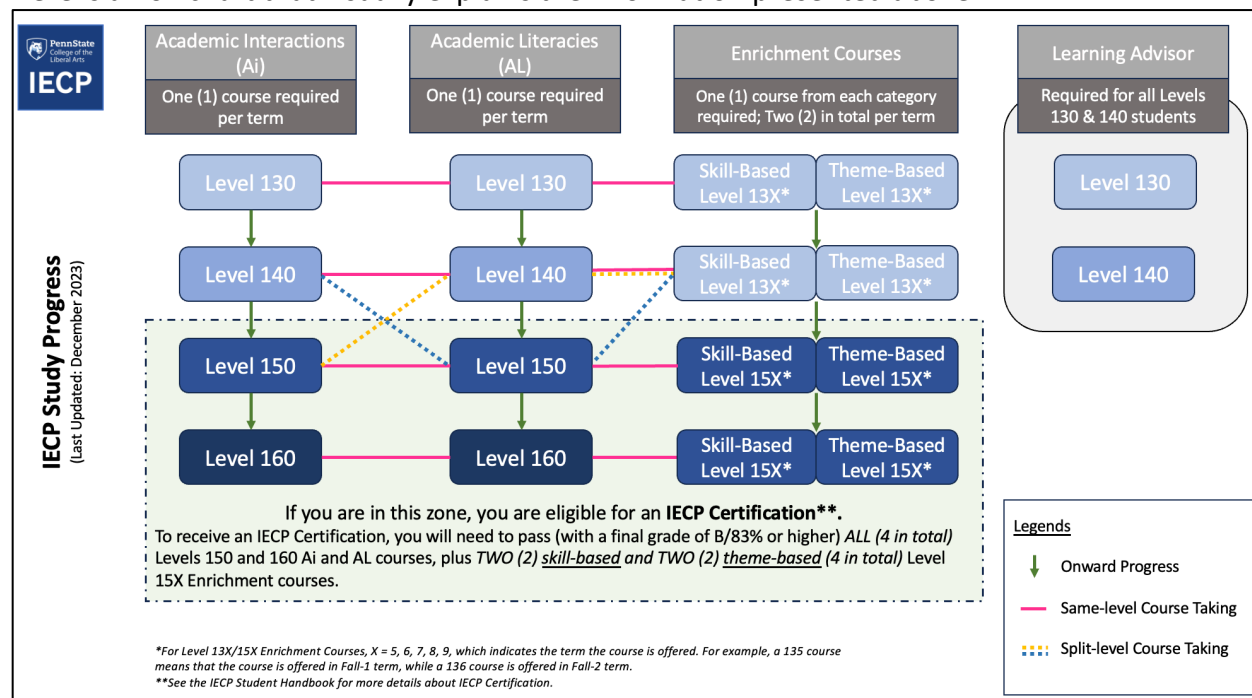 visually explains the information presented above
PennState
College of the
Liberal Arts
IECP
Academic Interactions
(Ai)
One (1) course required
per term
Academic Literacies
(AL)
One (1) course required
per term
Enrichment Courses
One (1) course from each category
required; Two (2) in total per term
Learning Advisor
Required for all Levels
130 & 140 students
IECP Study Progress
(Last Updated: December 2023)
Level 130
Level 130
Skill-Based
Level 13X*
Theme-Based
Level 13X*
Level 130
Level 140
Level 140
Skill-Based
Level 13X*
Theme-Based
Level 13X*
Level 140
Level 150
Level 150
Skill-Based
Level 15X*
Theme-Based
Level 15X*
Level 160
Level 160
Skill-Based
Level 15X*
Theme-Based
Level 15X*
If you are in this zone, you are eligible for an IECP Certification**.
To receive an IECP Certification, you will need to pass (with a final grade of B/83% or higher) ALL (4 in total)
Levels 150 and 160 Ai and AL courses, plus TWO (2) skill-based and TWO (2) theme-based (4 in total) Level
15X Enrichment courses.
Legends
Onward Progress
Same-level Course Taking
Split-level Course Taking
*For Level 13X/15X Enrichment Courses, X = 5, 6, 7, 8, 9, which indicates the term the course is offered. For example, a 135 course
means that the course is offered in Fall-1 term, while a 136 course is offered in Fall-2 term.
**See the IECP Student Handbook for more details about IECP Certification.